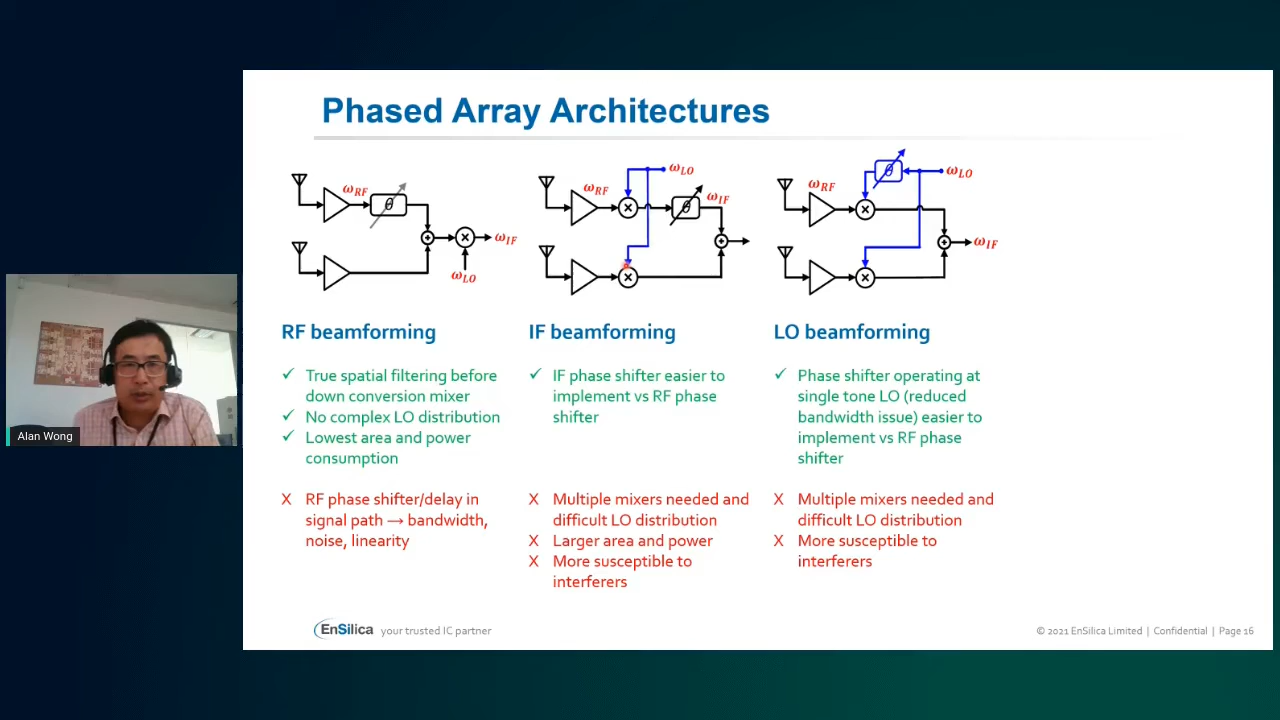 Phased Array Architectures
ωRF
θ
ωIF
ωLO
ωLO
ωRF
θ
ωIF
θ
ωLO
ωRF
ωIF
RF beamforming
✓ True spatial filtering before
down conversion mixer
✓ No complex LO distribution
✓ Lowest area and power
consumption
X RF phase shifter/delay in
signal path → bandwidth,
noise, linearity
IF beamforming
✓ IF phase shifter easier to
implement vs RF phase
shifter
X Multiple mixers needed and
difficult LO distribution
X Larger area and power
X More susceptible to
interferers
LO beamforming
✓ Phase shifter operating at
single tone LO (reduced
bandwidth issue) easier to
implement vs RF phase
shifter
X Multiple mixers needed and
difficult LO distribution
X More susceptible to
interferers
Alan Wong
EnSilica your trusted IC partner
© 2021 EnSilica Limited | Confidential | Page 16